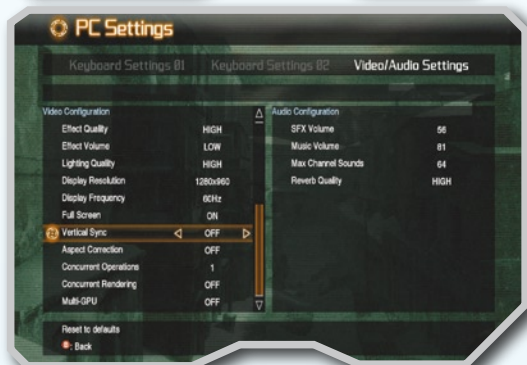 PC Settings
Keyboard Settings 01 Keyboard Settings 02 Video/Audio Settings
Video Configuration
Effect Quality HIGH
Effect Volume LOW
Lighting Quality HIGH
Display Resolution 1280x960
Display Frequency 60Hz
Full Screen ON
Vertical Sync OFF
Aspect Correction OFF
Concurrent Operations 1
Concurrent Rendering OFF
Multi-GPU OFF
Audio Configuration
SFX Volume 56
Music Volume 81
Max Channel Sounds 64
Reverb Quality HIGH
Reset to defaults
B: Back